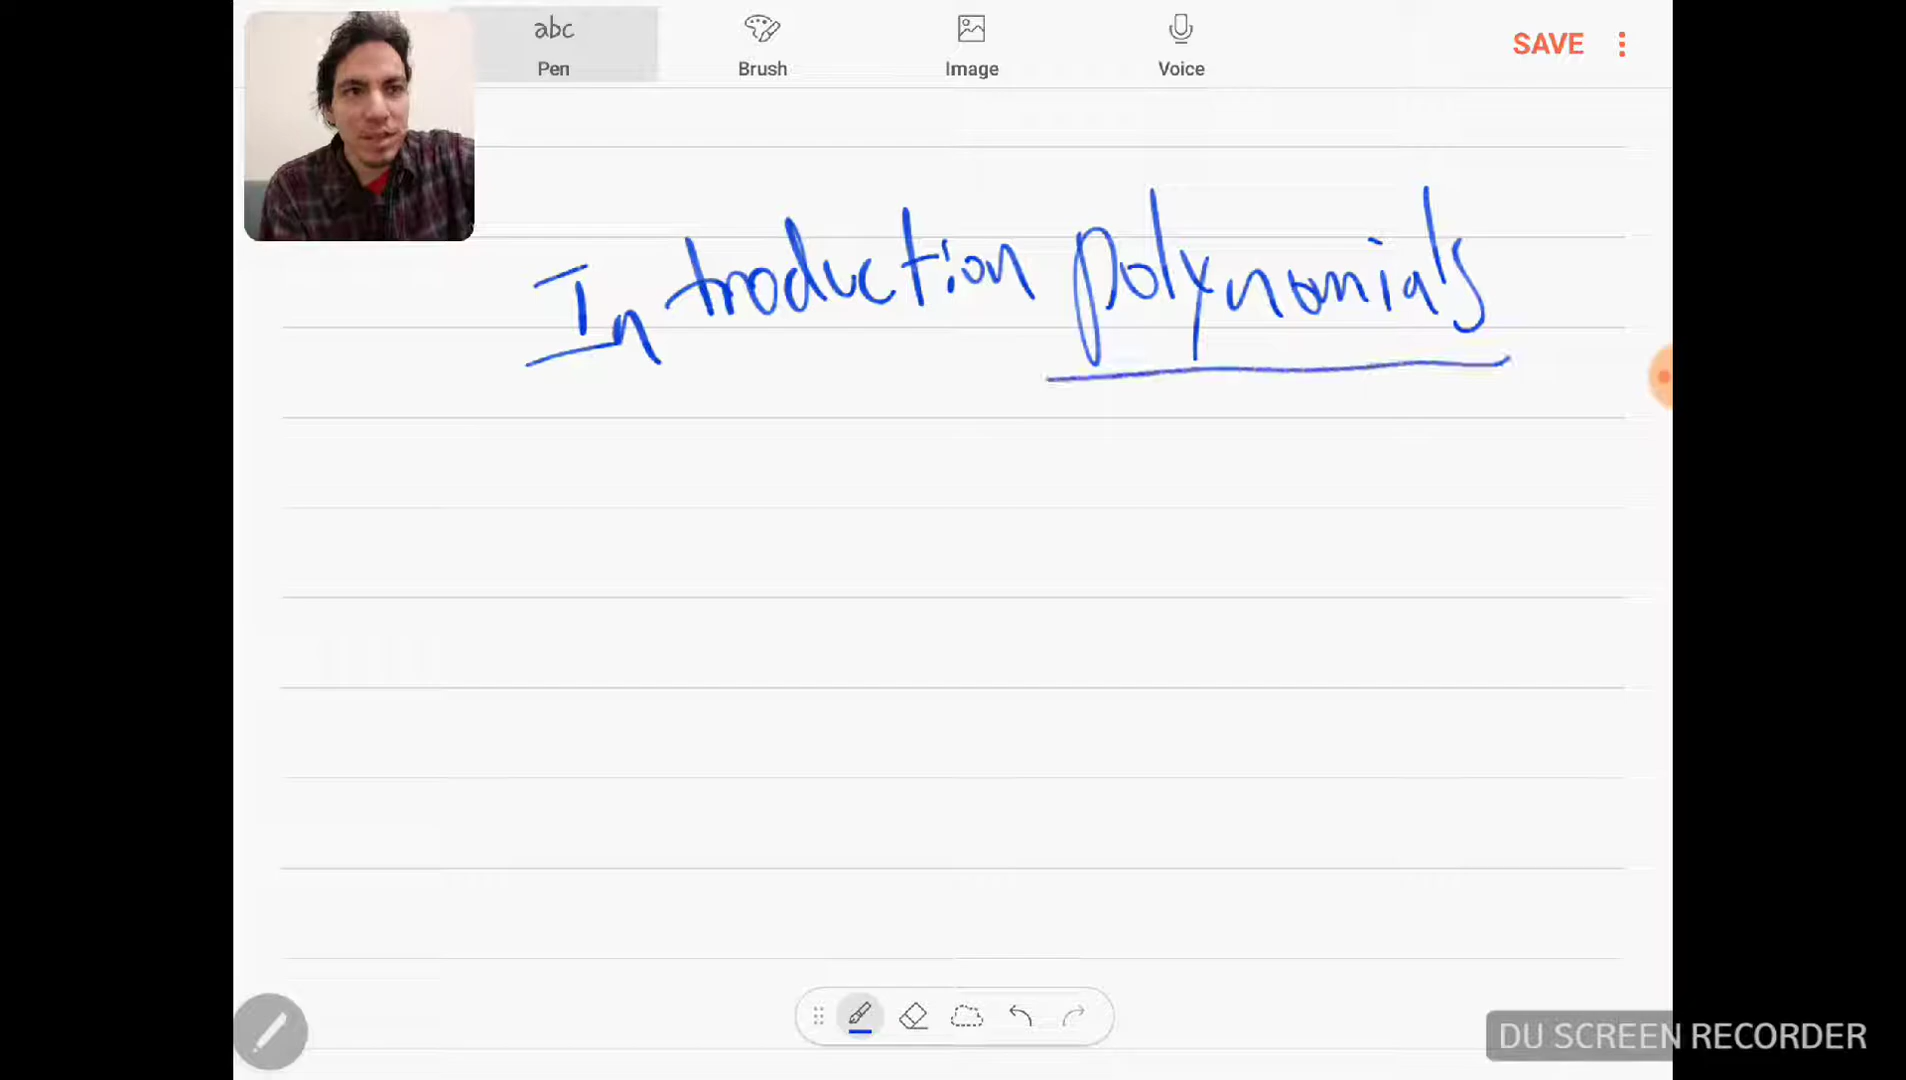 abc
Pen Brush Image Voice SAVE
Introduction polynomials
DU SCREEN RECORDER